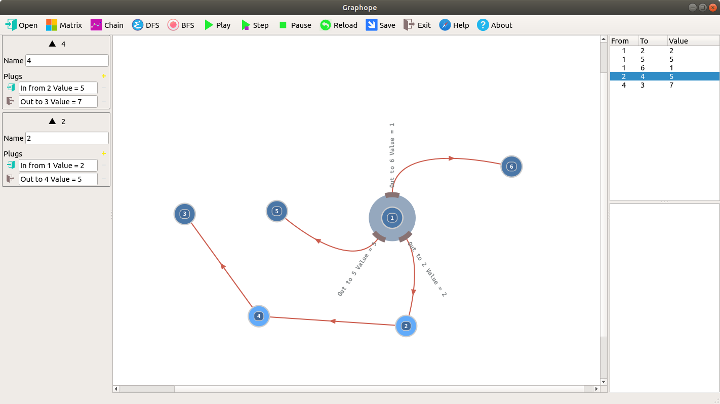 Graphope
Open Matrix Chain DFS BFS Play Step Pause Reload Save Exit Help About
4
Name 4
Plugs
In from 2 Value = 5
Out to 3 Value = 7
2
Name 2
Plugs
In from 1 Value = 2
Out to 4 Value = 5
Out to 6 Value = 1
6
3
5
1
Out to 5 Value = 5
Out to 2 Value = 2
4
2
From To Value
1 2 2
1 5 5
1 6 1
2 4 5
4 3 7